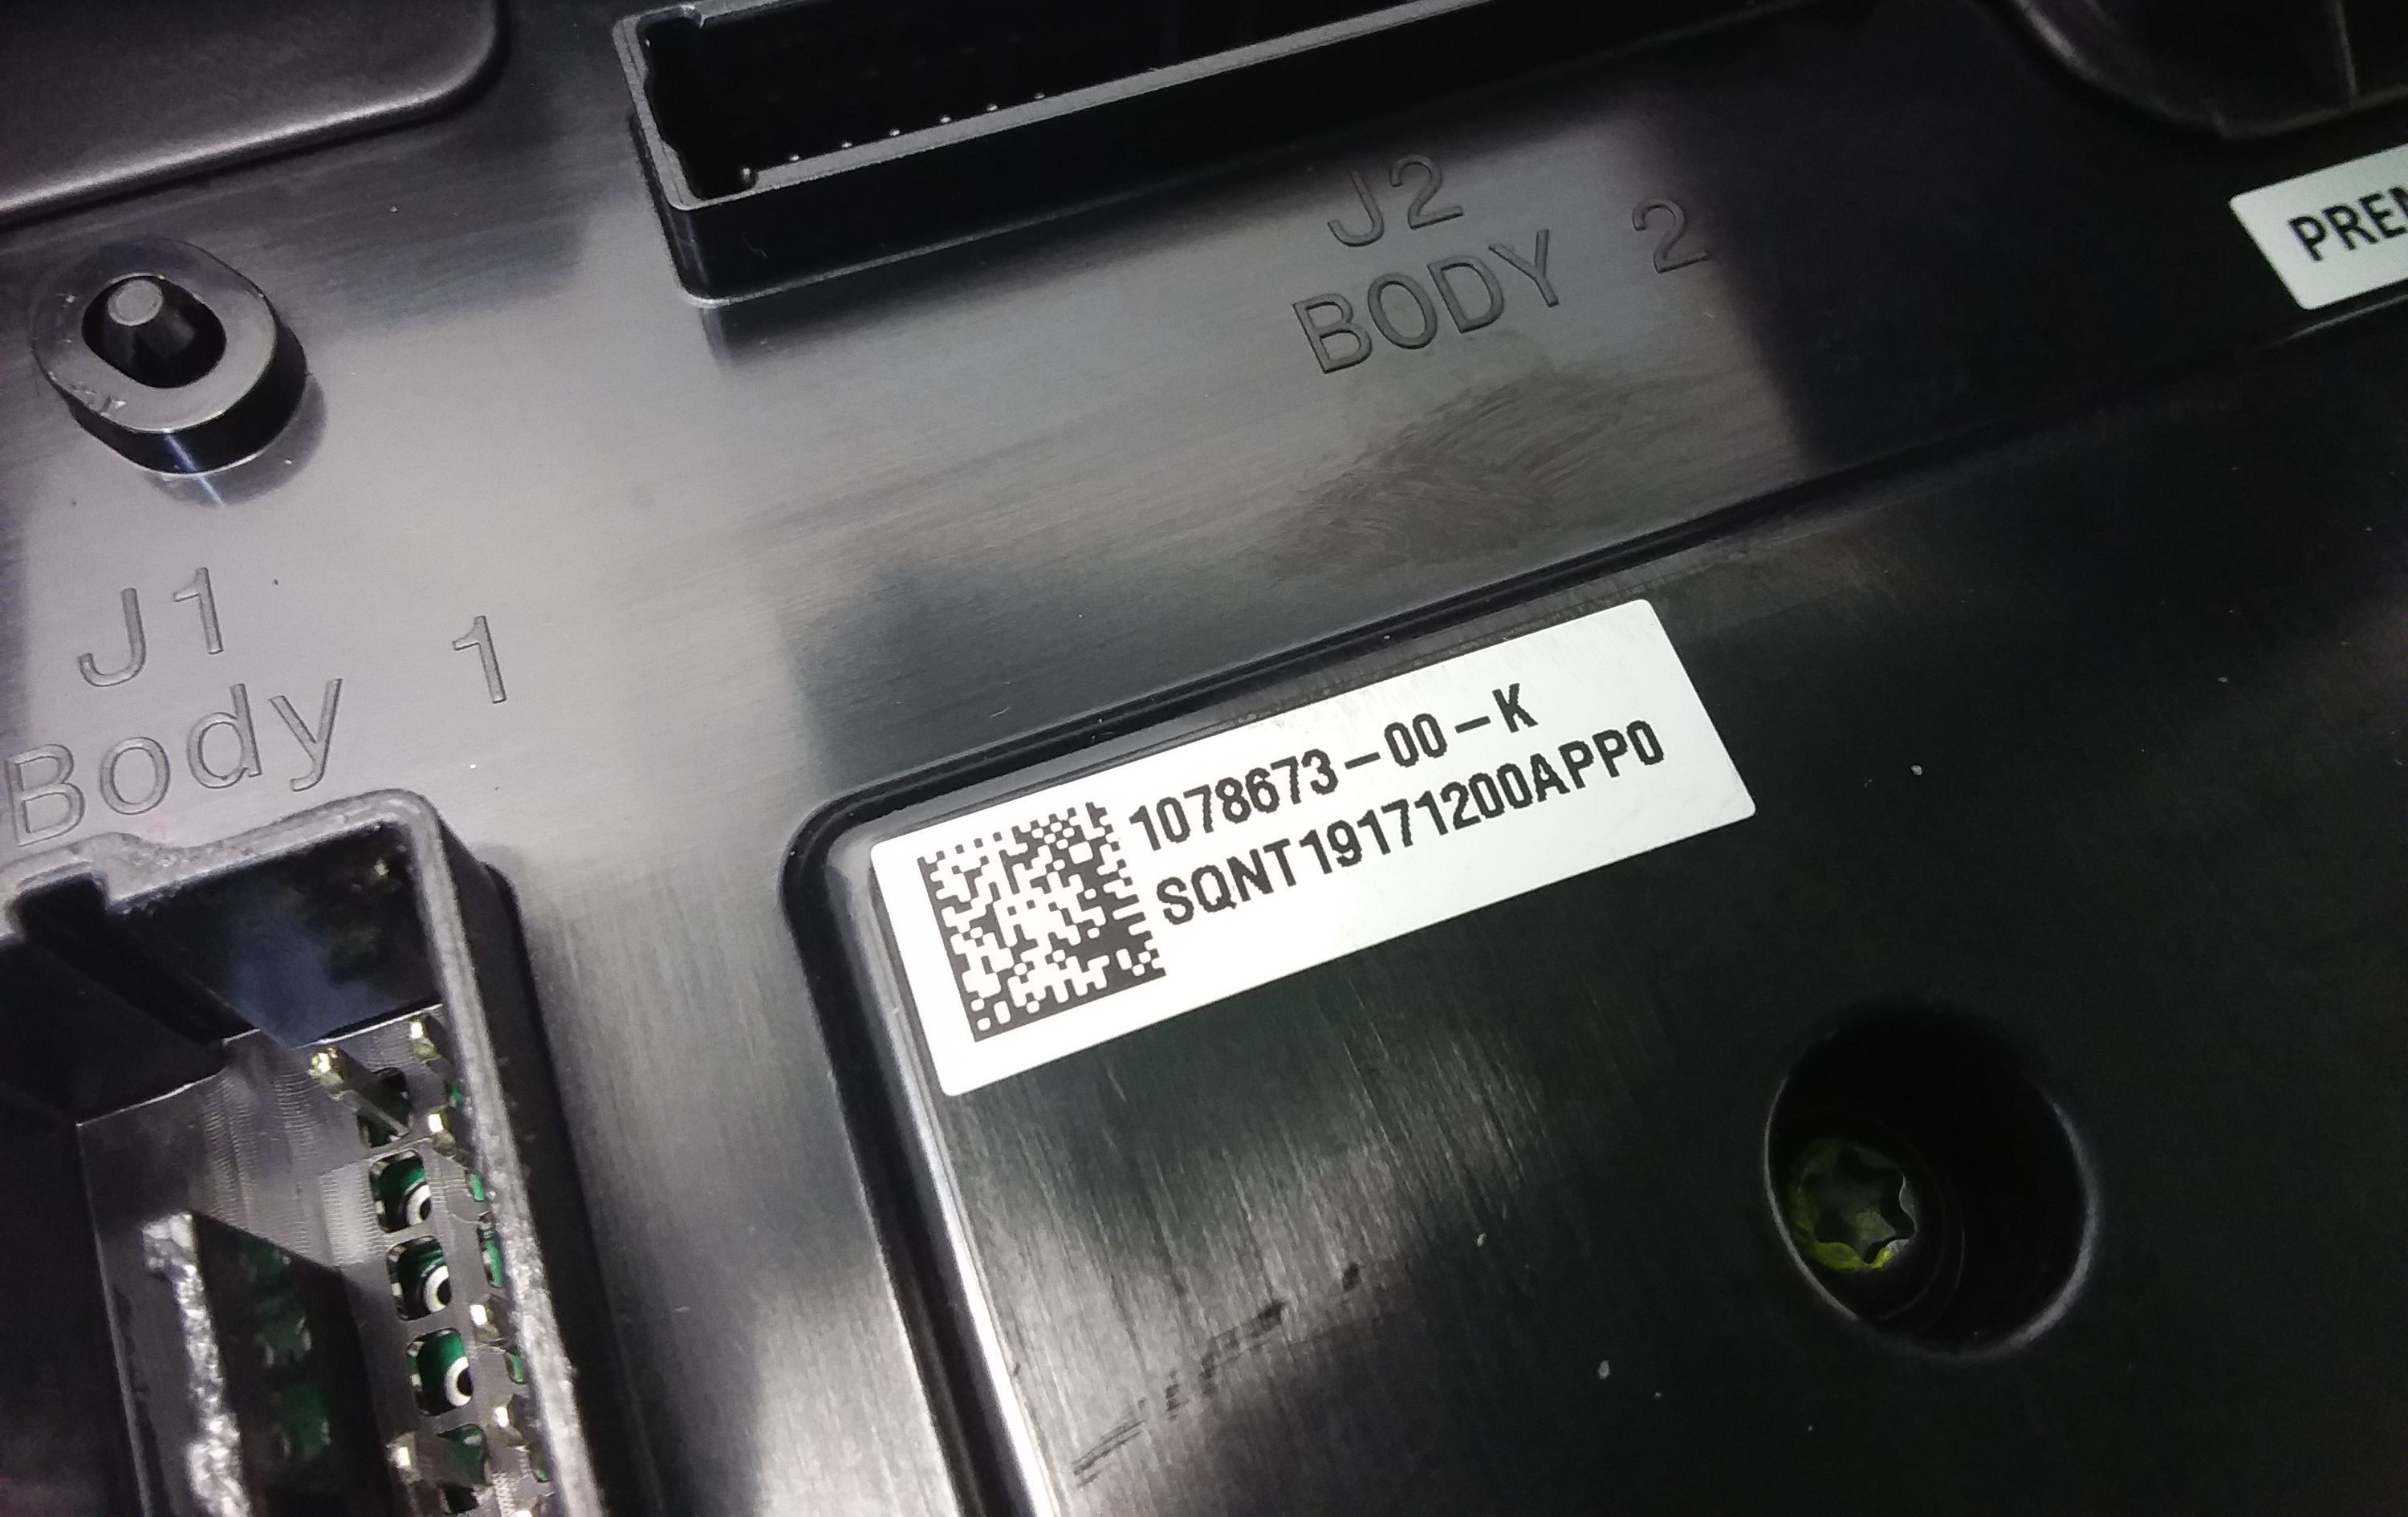 J2
BODY 2
PREM
J1
Body 1
1078673-00-K
SQNT19171200APP0